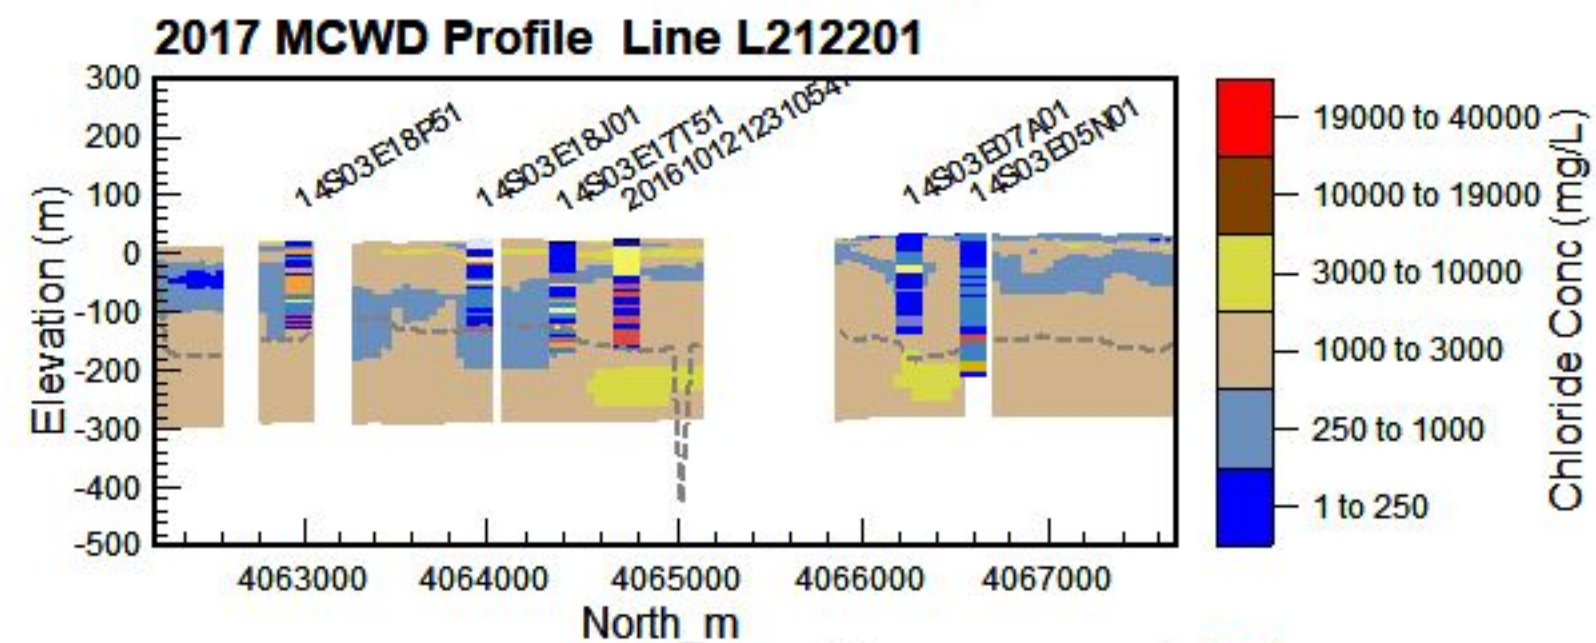 2017 MCWD Profile Line L212201
300
200
100
0
-100
-200
-300
-400
-500
Elevation (m)
14S03E18P51
14S03E18J01
14S03E17T51
14S03E07A01
14S03E05N01
4063000 4064000 4065000 4066000 4067000
North m
19000 to 40000
10000 to 19000
3000 to 10000
1000 to 3000
250 to 1000
1 to 250
Chloride Conc (mg/L)